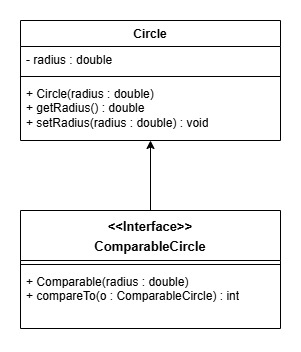 Circle
- radius : double
+ Circle(radius : double)
+ getRadius() : double
+ setRadius(radius : double) : void
<<Interface>>
ComparableCircle
+ Comparable(radius : double)
+ compareTo(o : ComparableCircle) : int